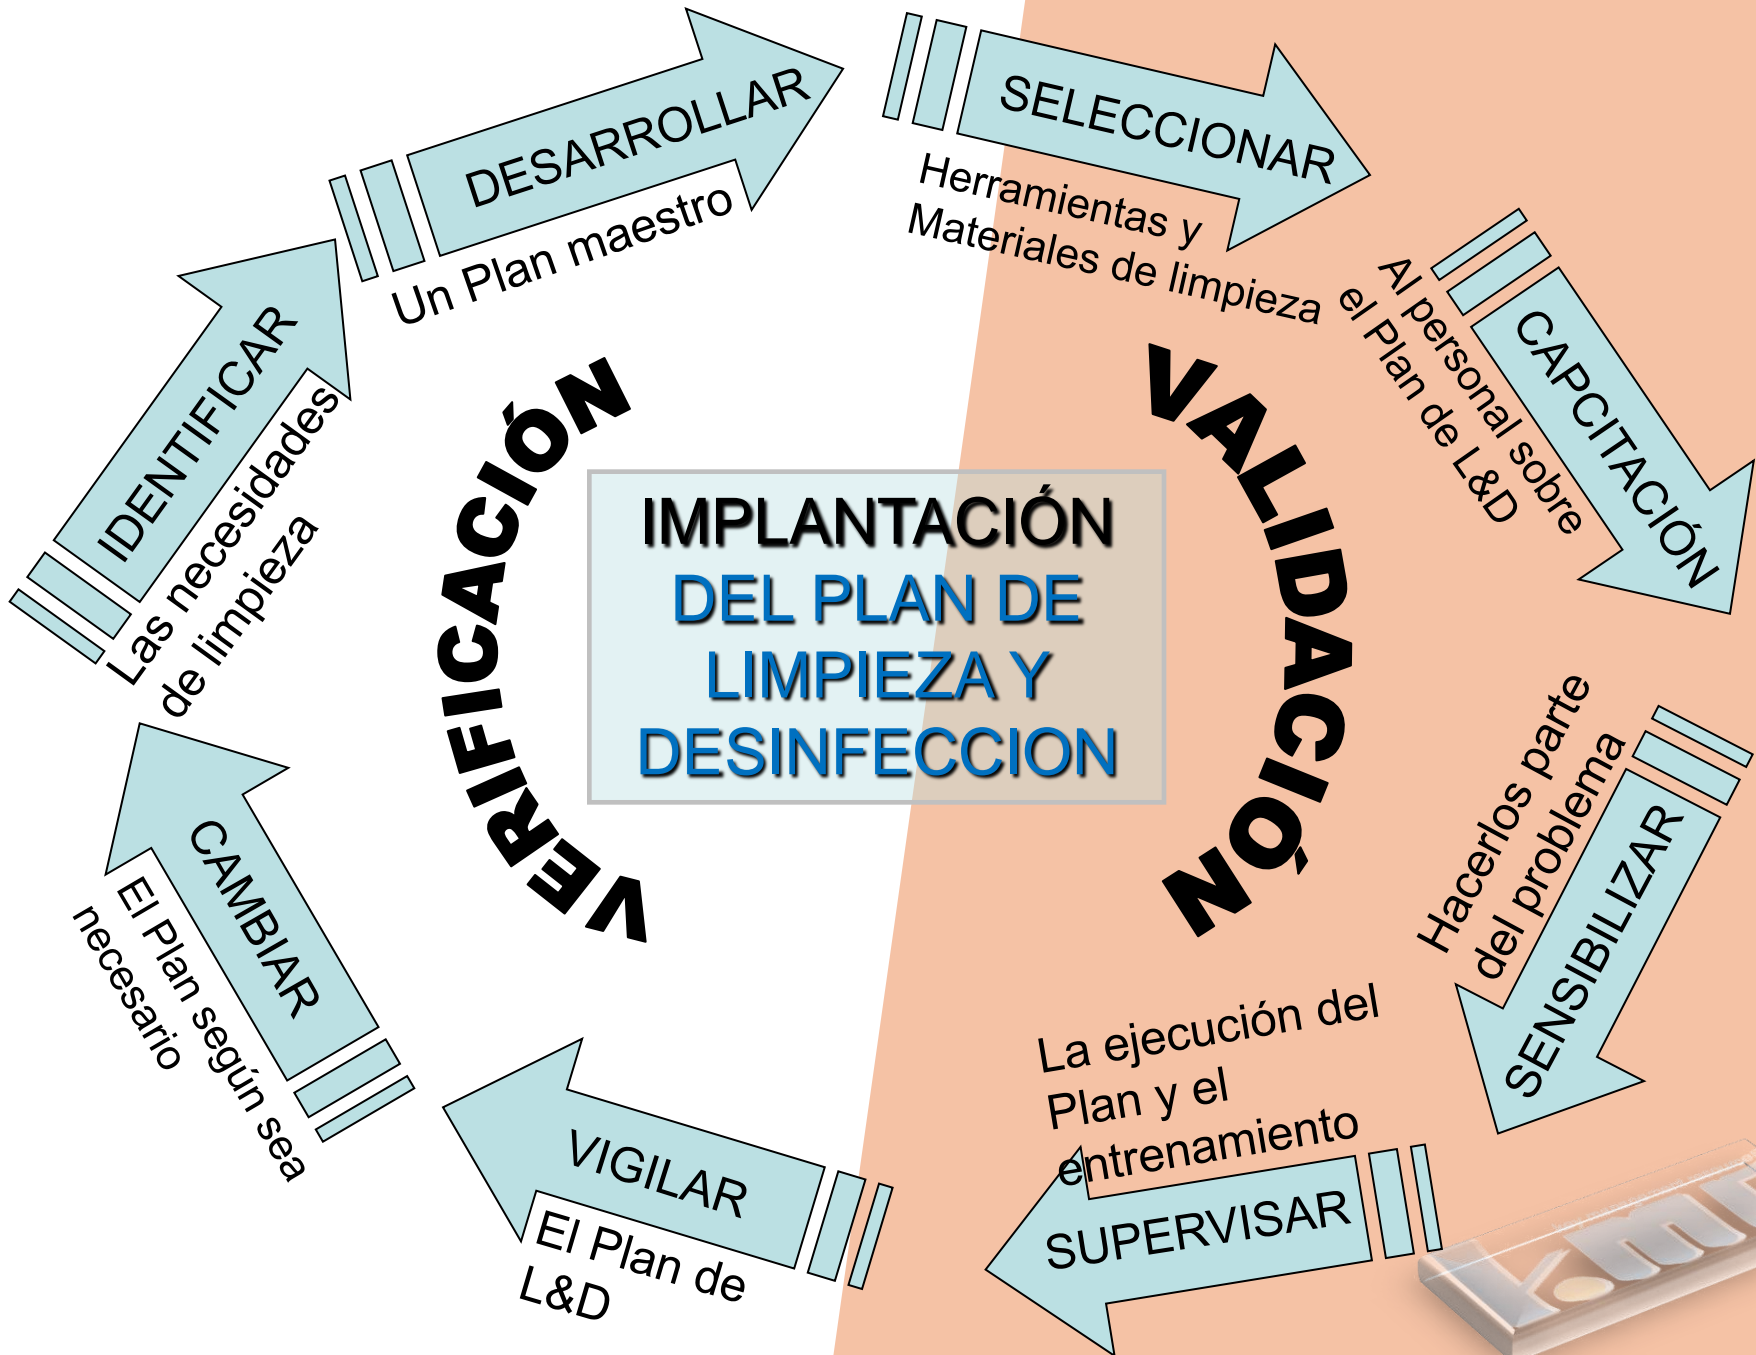 DESARROLLAR
Un Plan maestro
SELECCIONAR
Herramientas y
Materiales de limpieza
CAPCITACIÓN
Al personal sobre
el Plan de L&D
SENSIBILIZAR
Hacerlos parte
del problema
SUPERVISAR
La ejecución del
Plan y el
entrenamiento
VIGILAR
El Plan de
L&D
CAMBIAR
El Plan según sea
necesario
IDENTIFICAR
Las necesidades
de limpieza
VERIFICACIÓN
VALIDACIÓN
IMPLANTACIÓN
DEL PLAN DE
LIMPIEZA Y
DESINFECCION